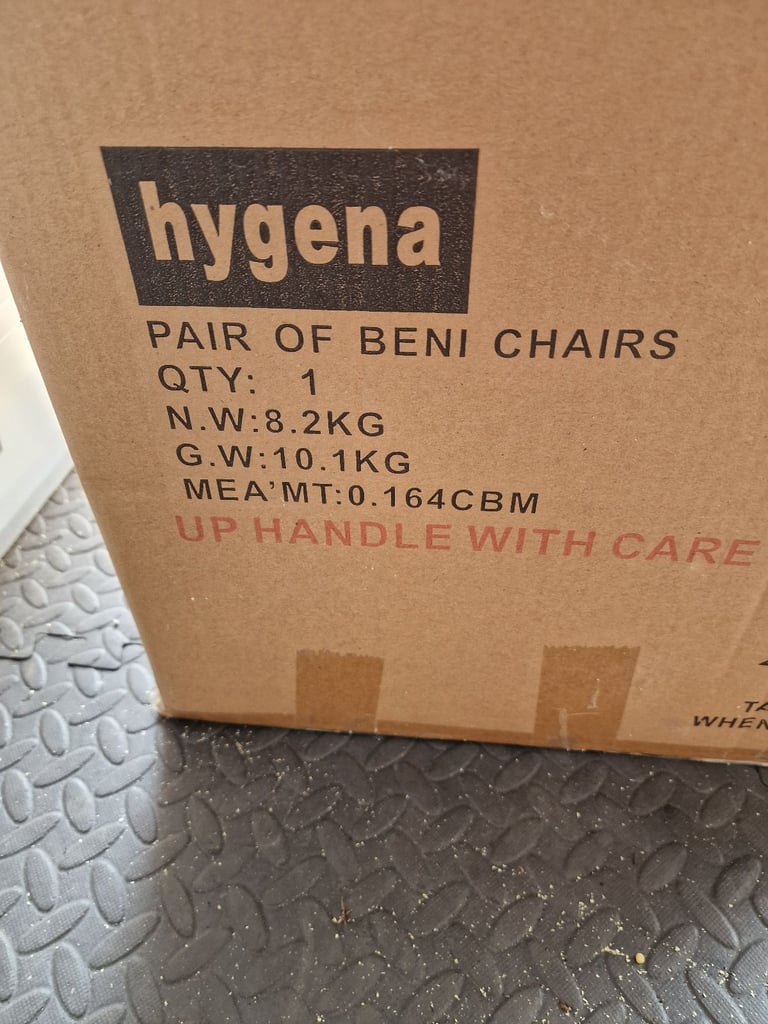 hygena
PAIR OF BENI CHAIRS
QTY: 1
N.W:8.2KG
G.W:10.1KG
MEA'MT:0.164CBM
UP HANDLE WITH CARE